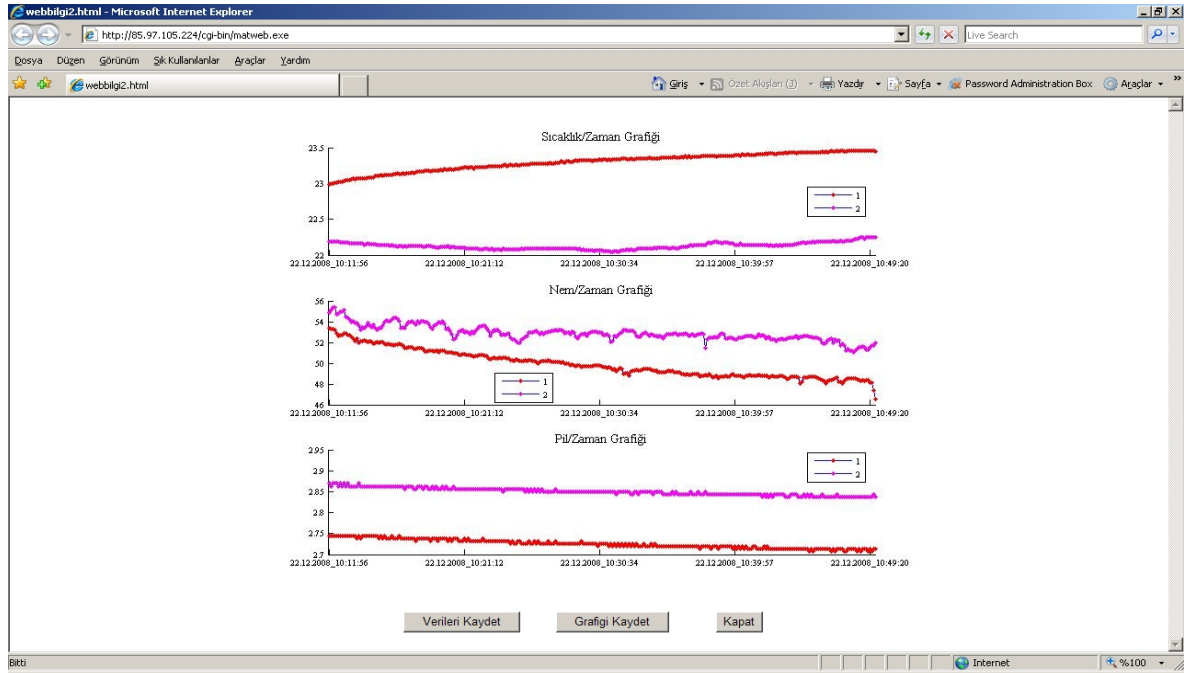 webbilgi2.html - Microsoft Internet Explorer
http://85.97.105.224/cgi-bin/matweb.exe
Live Search
Dosya Düzen Görünüm Sık Kullanılanlar Araçlar Yardım
webbilgi2.html
Giriş Özet Akışları (J) Yazdır Sayfa Password Administration Box Araçlar »
Sıcaklık/Zaman Grafiği
23.5
23
22.5
22
1
2
22.12.2008_10:11:56 22.12.2008_10:21:12 22.12.2008_10:30:34 22.12.2008_10:39:57 22.12.2008_10:49:20
Nem/Zaman Grafiği
56
54
52
50
48
46
1
2
22.12.2008_10:11:56 22.12.2008_10:21:12 22.12.2008_10:30:34 22.12.2008_10:39:57 22.12.2008_10:49:20
Pil/Zaman Grafiği
2.95
2.9
2.85
2.8
2.75
2.7
1
2
22.12.2008_10:11:56 22.12.2008_10:21:12 22.12.2008_10:30:34 22.12.2008_10:39:57 22.12.2008_10:49:20
Verileri Kaydet Grafigi Kaydet Kapat
Bitti Internet %100